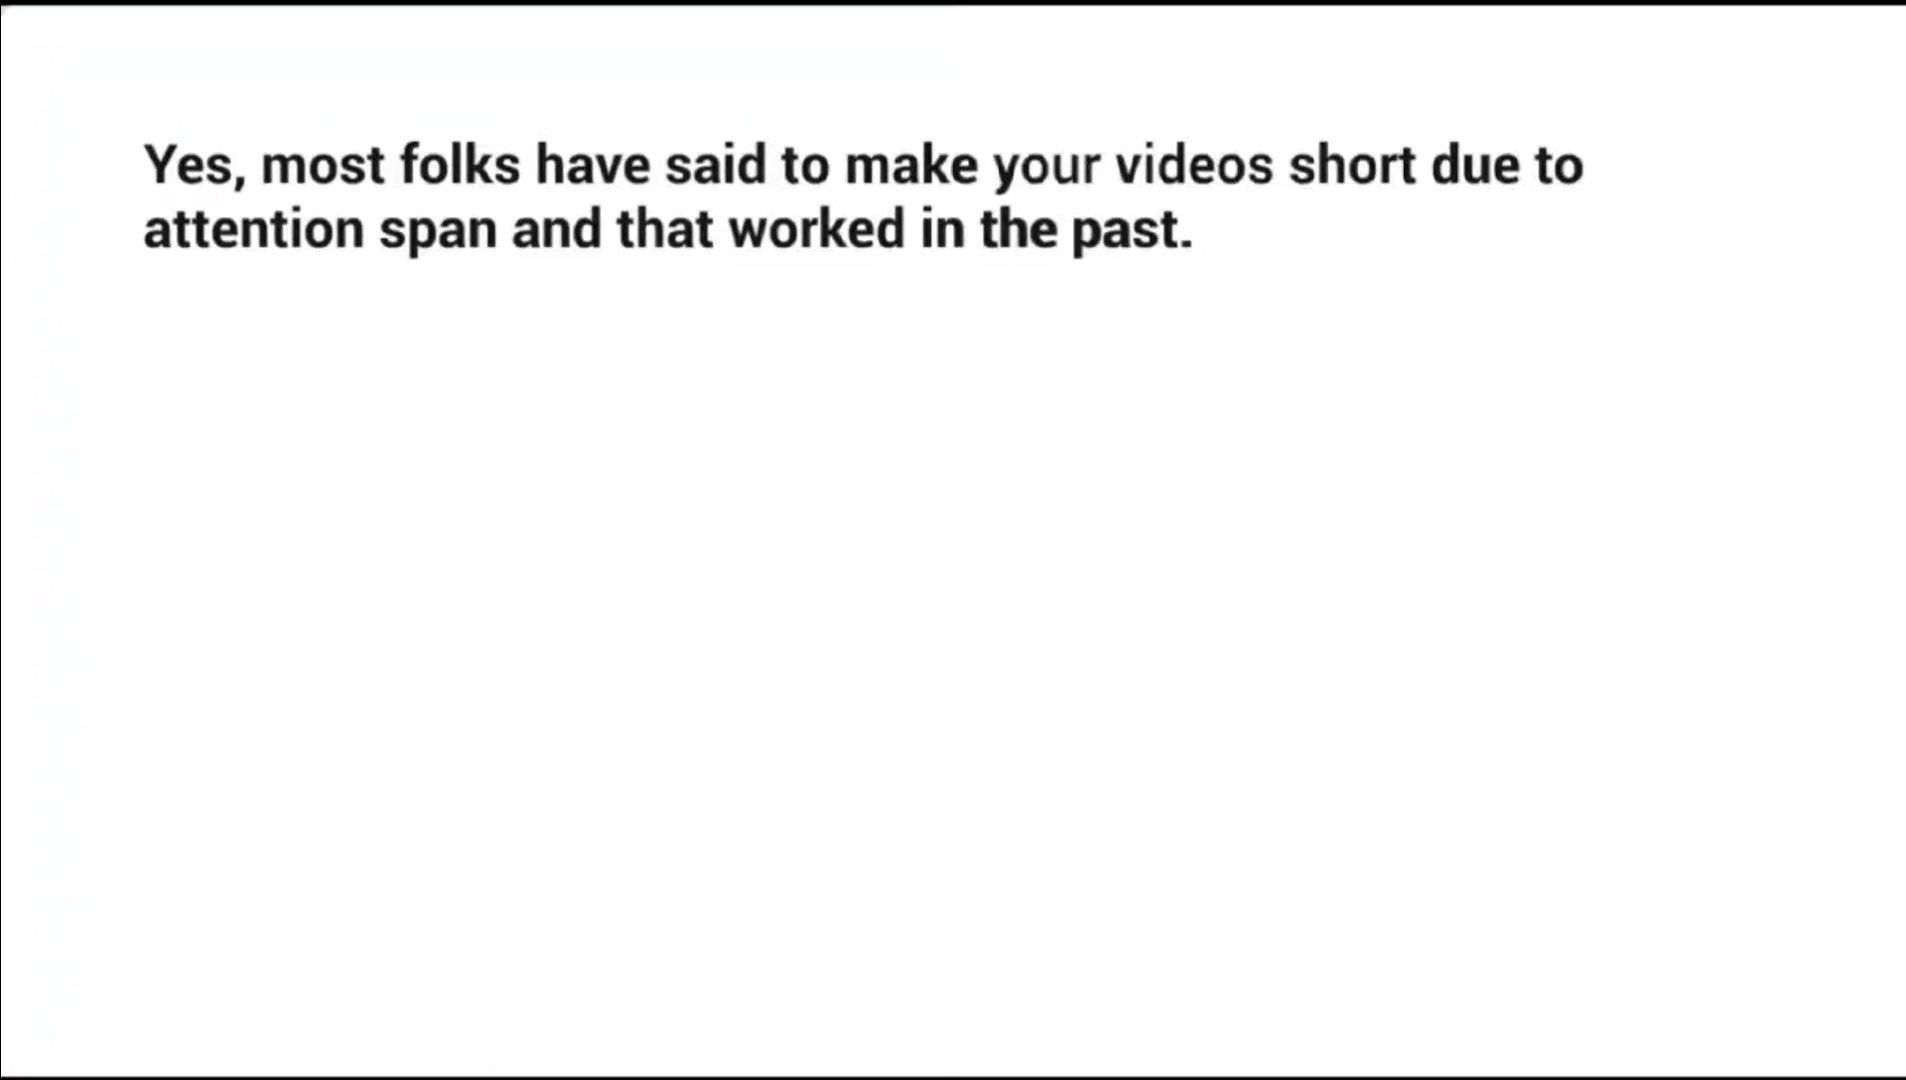 Yes, most folks have said to make your videos short due to
attention span and that worked in the past.